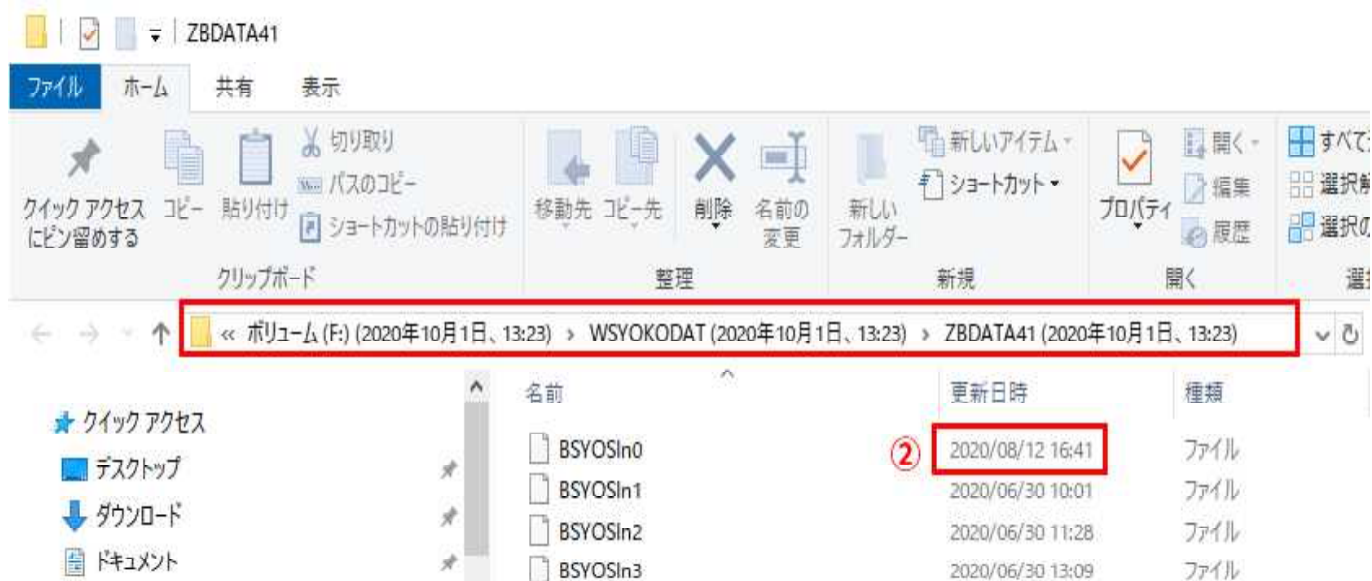 ZBDATA41
ファイル ホーム 共有 表示
クイック アクセス
にピン留めする
コピー
貼り付け
切り取り
パスのコピー
ショートカットの貼り付け
クリップボード
移動先
コピー先
削除
名前の
変更
整理
新しい
フォルダー
新しいアイテム
ショートカット
新規
プロパティ
開く
編集
履歴
開く
すべて
選択
選択の
« ボリューム (F:) (2020年10月1日、13:23) › WSYOKODAT (2020年10月1日、13:23) › ZBDATA41 (2020年10月1日、13:23)
名前 更新日時 種類
クイック アクセス
デスクトップ
ダウンロード
ドキュメント
BSYOSIn0 ② 2020/08/12 16:41 ファイル
BSYOSIn1 2020/06/30 10:01 ファイル
BSYOSIn2 2020/06/30 11:28 ファイル
BSYOSIn3 2020/06/30 13:09 ファイル